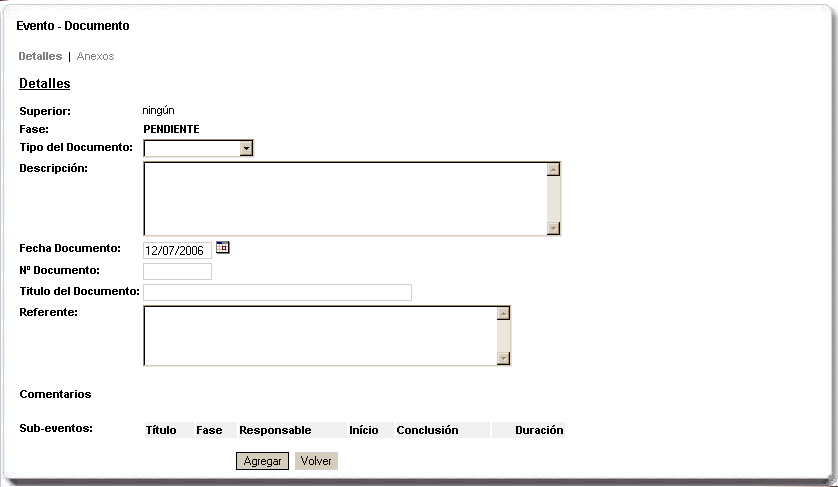 Evento - Documento
Detalles | Anexos
Detalles
Superior: ningún
Fase: PENDIENTE
Tipo del Documento:
Descripción:
Fecha Documento: 12/07/2006
Nº Documento:
Titulo del Documento:
Referente:
Comentarios
Sub-eventos: Título Fase Responsable Início Conclusión Duración
Agregar Volver